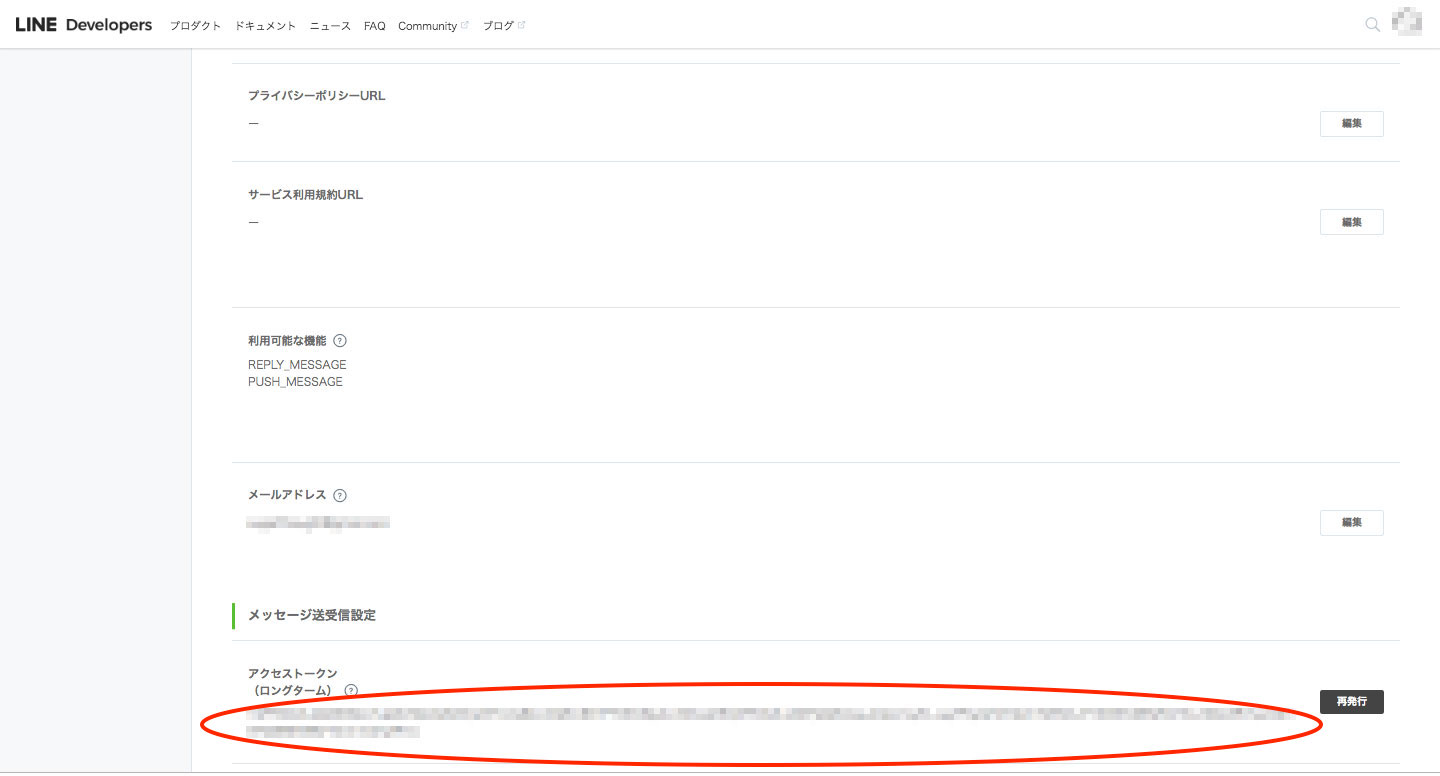 LINE Developers プロダクト ドキュメント ニュース FAQ Community ブログ
プライバシーポリシーURL
—
編集
サービス利用規約URL
—
編集
利用可能な機能 ?
REPLY_MESSAGE
PUSH_MESSAGE
メールアドレス ?
編集
メッセージ送受信設定
アクセストークン
（ロングターム） ?
再発行